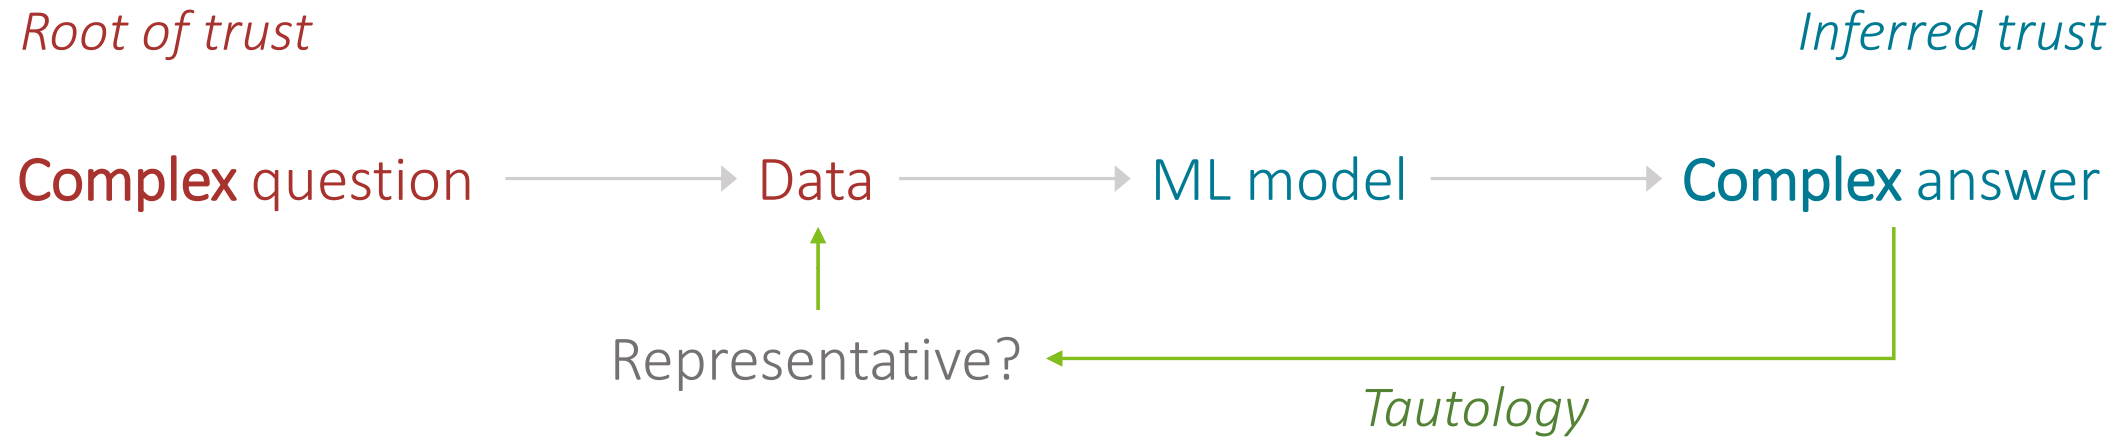 Root of trust
Inferred trust
Complex question
Data
ML model
Complex answer
Representative?
Tautology